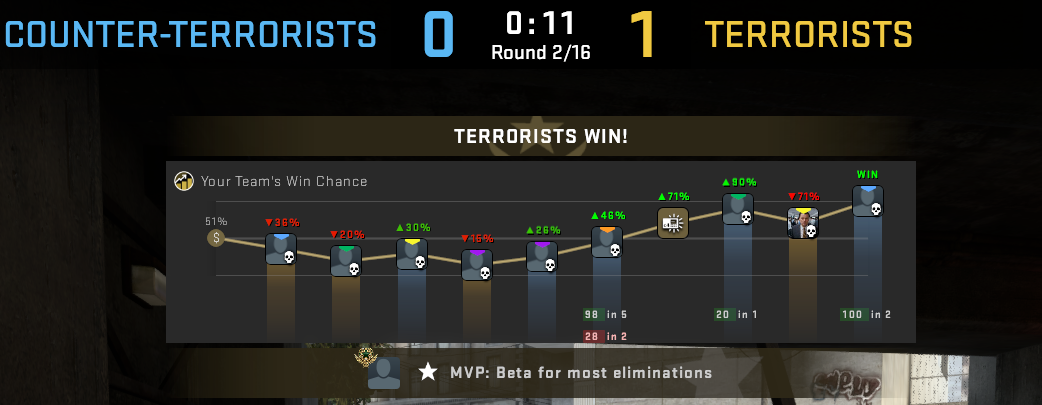 COUNTER-TERRORISTS 0 0:11 1 TERRORISTS
Round 2/16
TERRORISTS WIN!
Your Team's Win Chance
51% ▼36% ▼20% ▲30% ▼15% ▲26% ▲46% ▲71% ▲90% ▼71% WIN
$
98 in 5 20 in 1 100 in 2
28 in 2
MVP: Beta for most eliminations